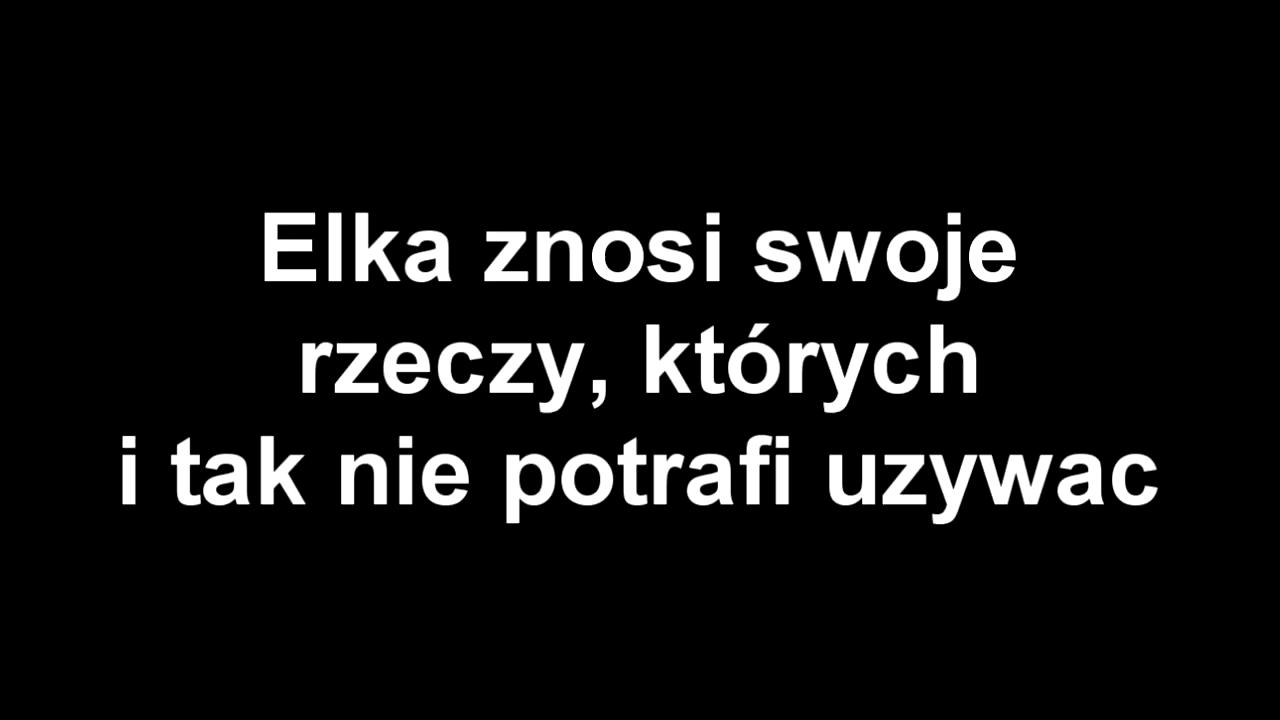 Elka znosi swoje
rzeczy, których
i tak nie potrafi uzywac